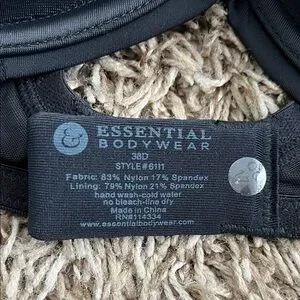 &
ESSENTIAL
BODYWEAR
38D
STYLE#6111
Fabric: 83% Nylon 17% Spandex
Lining: 79% Nylon 21% Spandex
hand wash-cold water
no bleach-line dry
Made in China
RN#114334
www.essentialbodywear.com